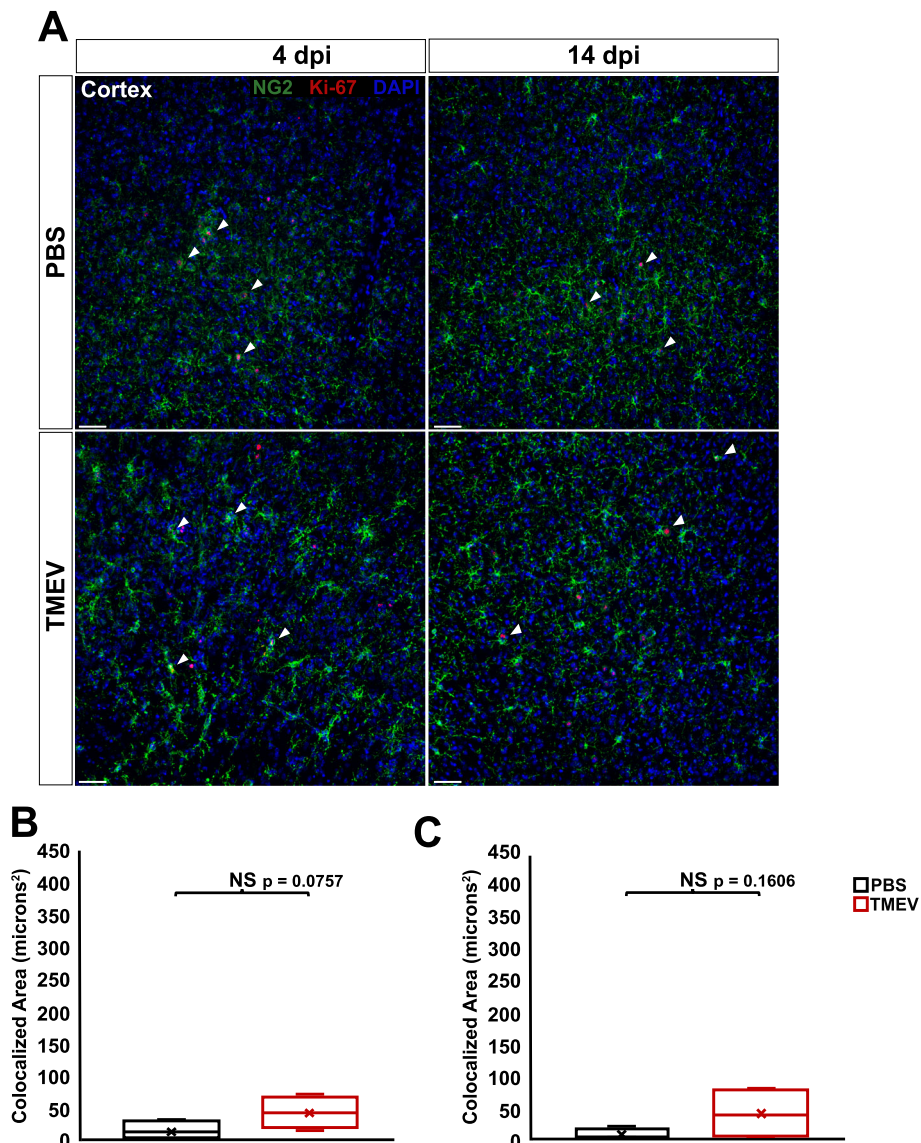 A
4 dpi
14 dpi
PBS
Cortex
NG2 Ki-67 DAPI
TMEV
B
Colocalized Area (microns²)
450
400
350
300
250
200
150
100
50
0
NS p = 0.0757
C
Colocalized Area (microns²)
450
400
350
300
250
200
150
100
50
0
NS p = 0.1606
PBS
TMEV